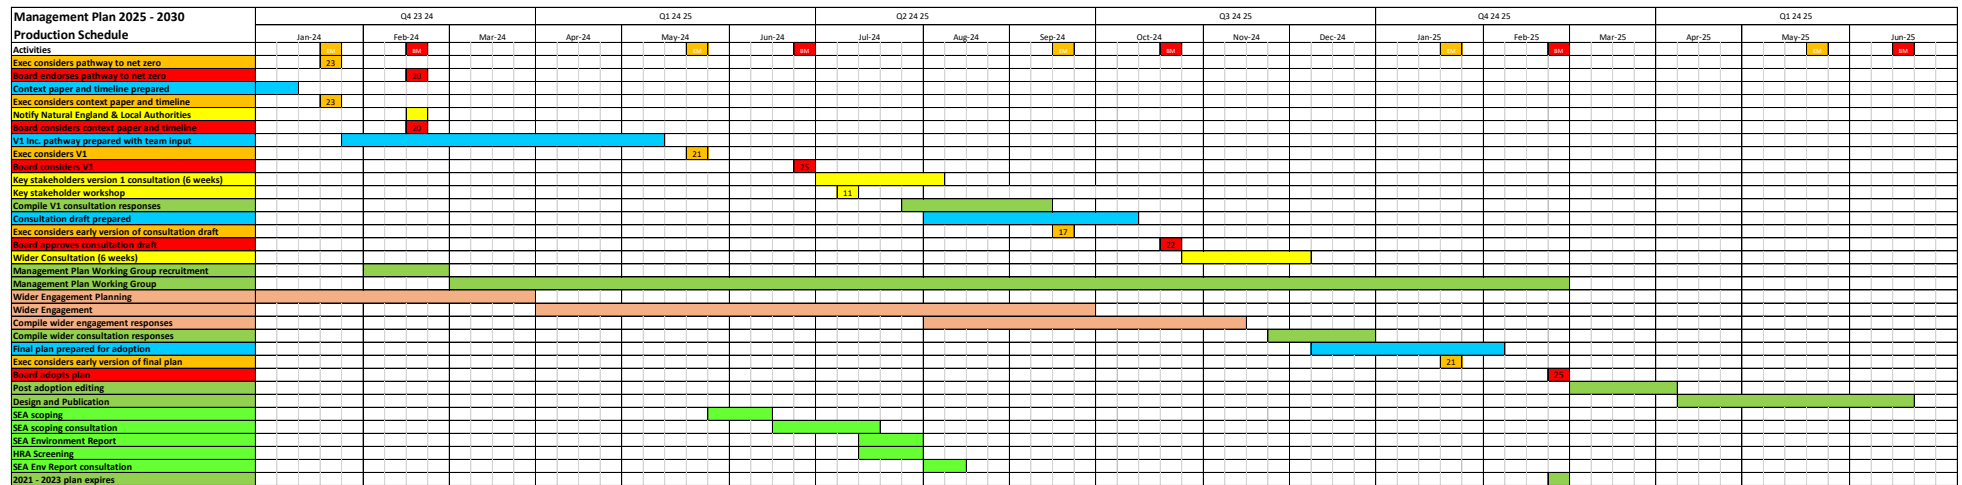 Management Plan 2025 - 2030
Q4 23 24 Q1 24 25 Q2 24 25 Q3 24 25 Q4 24 25 Q1 24 25
Production Schedule
Jan-24 Feb-24 Mar-24 Apr-24 May-24 Jun-24 Jul-24 Aug-24 Sep-24 Oct-24 Nov-24 Dec-24 Jan-25 Feb-25 Mar-25 Apr-25 May-25 Jun-25
Activities EM BM EM BM EM BM EM BM EM BM
Exec considers pathway to net zero 23
Board endorses pathway to net zero 20
Context paper and timeline prepared
Exec considers context paper and timeline 23
Notify Natural England & Local Authorities
Board considers context paper and timeline 20
V1 Inc. pathway prepared with team input
Exec considers V1 21
Board considers V1 25
Key stakeholders version 1 consultation (6 weeks)
Key stakeholder workshop 11
Compile V1 consultation responses
Consultation draft prepared
Exec considers early version of consultation draft 17
Board approves consultation draft 22
Wider Consultation (6 weeks)
Management Plan Working Group recruitment
Management Plan Working Group
Wider Engagement Planning
Wider Engagement
Compile wider engagement responses
Compile wider consultation responses
Final plan prepared for adoption
Exec considers early version of final plan 21
Board adopts plan 25
Post adoption editing
Design and Publication
SEA scoping
SEA scoping consultation
SEA Environment Report
HRA Screening
SEA Env Report consultation
2021 - 2023 plan expires